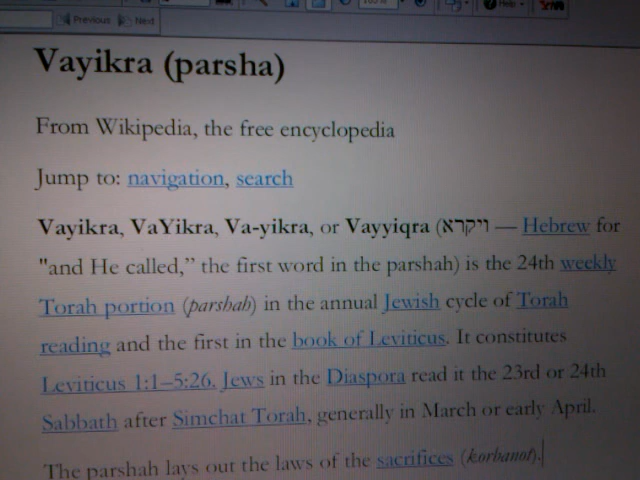 Previous Next
Help
Vayikra (parsha)
From Wikipedia, the free encyclopedia
Jump to: navigation, search
Vayikra, VaYikra, Va-yikra, or Vayyiqra (ויקרא — Hebrew for
"and He called,” the first word in the parshah) is the 24th weekly
Torah portion (parshah) in the annual Jewish cycle of Torah
reading and the first in the book of Leviticus. It constitutes
Leviticus 1:1–5:26. Jews in the Diaspora read it the 23rd or 24th
Sabbath after Simchat Torah, generally in March or early April.
The parshah lays out the laws of the sacrifices (korbanot).